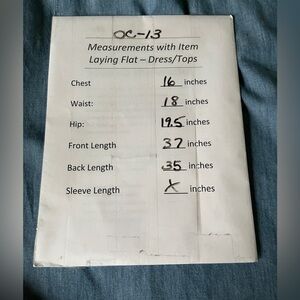 OC-13
Measurements with Item
Laying Flat – Dress/Tops
Chest 16 inches
Waist: 18 inches
Hip: 19.5 inches
Front Length 37 inches
Back Length 35 inches
Sleeve Length X inches